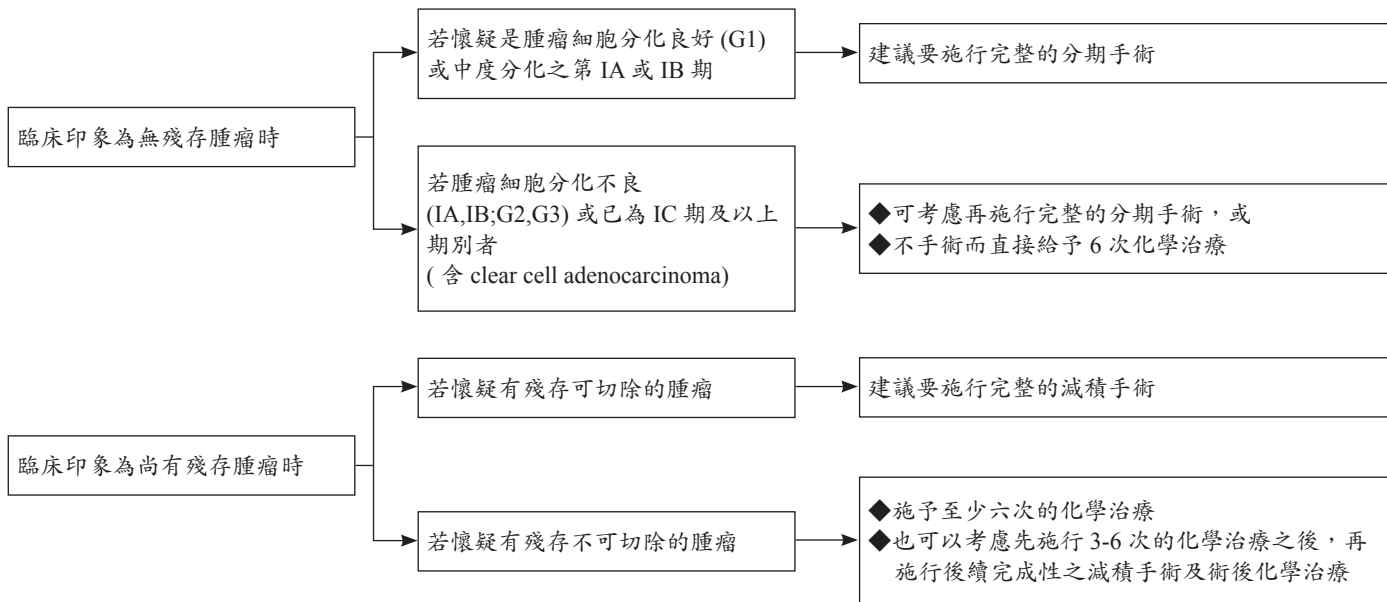 臨床印象為無殘存腫瘤時
若懷疑是腫瘤細胞分化良好 (G1)
或中度分化之第 IA 或 IB 期
建議要施行完整的分期手術
若腫瘤細胞分化不良
(IA,IB;G2,G3) 或已為 IC 期及以上
期別者
( 含 clear cell adenocarcinoma)
◆可考慮再施行完整的分期手術，或
◆不手術而直接給予 6 次化學治療
臨床印象為尚有殘存腫瘤時
若懷疑有殘存可切除的腫瘤
建議要施行完整的減積手術
若懷疑有殘存不可切除的腫瘤
◆施予至少六次的化學治療
◆也可以考慮先施行 3-6 次的化學治療之後，再
施行後續完成性之減積手術及術後化學治療